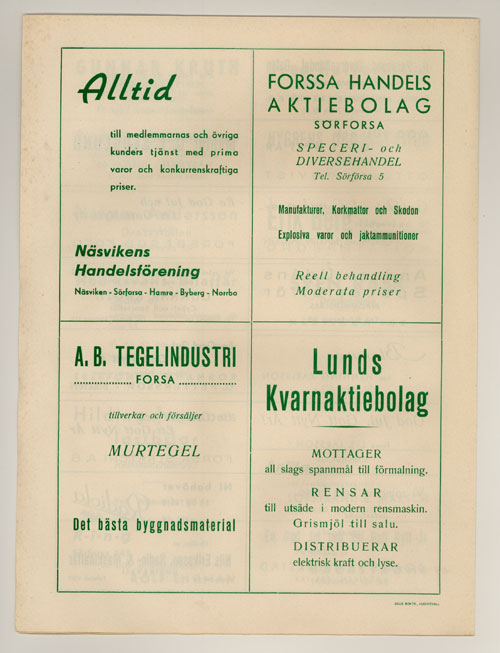 Alltid
till medlemmarnas och övriga
kunders tjänst med prima
varor och konkurrenskraftiga
priser.
Näsvikens
Handelsförening
Näsviken - Sörforsa - Hamre - Byberg - Norrbo
FORSSA HANDELS
AKTIEBOLAG
SÖRFORSA
SPECERI- och
DIVERSEHANDEL
Tel. Sörförsa 5
Manufakturer, Korkmattor och Skodon
Explosiva varor och jaktammunitioner
Reell behandling
Moderata priser
A. B. TEGELINDUSTRI
FORSA
tillverkar och försäljer
MURTEGEL
Det bästa byggnadsmaterial
Lunds
Kvarnaktiebolag
MOTTAGER
all slags spannmål till förmalning.
RENSAR
till utsäde i modern rensmaskin.
Grismjöl till salu.
DISTRIBUERAR
elektrisk kraft och lyse.